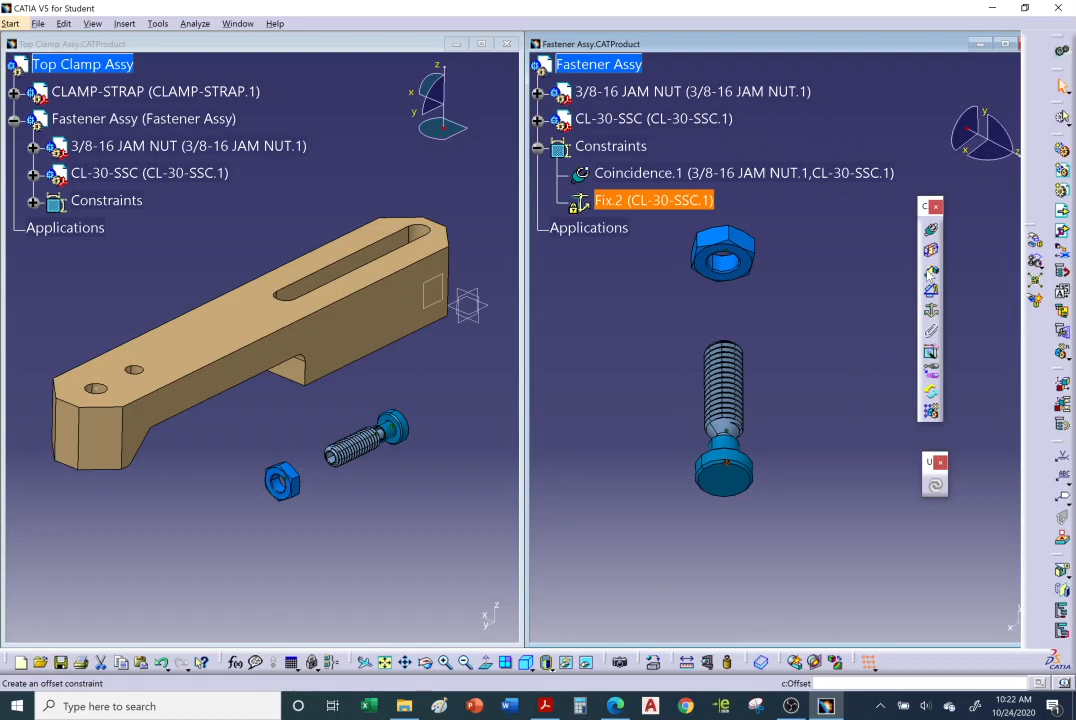 CATIA V5 for Student
Start File Edit View Insert Tools Analyze Window Help
Top Clamp Assy.CATProduct
Top Clamp Assy
CLAMP-STRAP (CLAMP-STRAP.1)
Fastener Assy (Fastener Assy)
3/8-16 JAM NUT (3/8-16 JAM NUT.1)
CL-30-SSC (CL-30-SSC.1)
Constraints
Applications
z
x
y
z
x
y
Fastener Assy.CATProduct
Fastener Assy
3/8-16 JAM NUT (3/8-16 JAM NUT.1)
CL-30-SSC (CL-30-SSC.1)
Constraints
Coincidence.1 (3/8-16 JAM NUT.1,CL-30-SSC.1)
Fix.2 (CL-30-SSC.1)
Applications
y
x
z
C
U
x
Create an offset constraint
c:Offset
CATIA
Type here to search
10:22 AM
10/24/2020